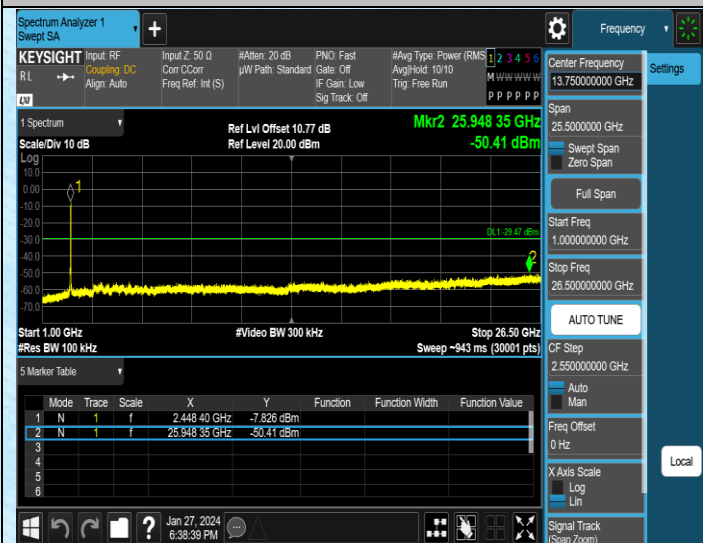 Spectrum Analyzer 1
Swept SA
Frequency
KEYSIGHT
RL
LXI
Input: RF
Coupling: DC
Align: Auto
Input Z: 50 Ω
Corr CCorr
Freq Ref: Int (S)
#Atten: 20 dB
µW Path: Standard
PNO: Fast
Gate: Off
IF Gain: Low
Sig Track: Off
#Avg Type: Power (RMS
Avg|Hold: 10/10
Trig: Free Run
1 2 3 4 5 6
M W W W W W
P P P P P P
1 Spectrum
Scale/Div 10 dB
Ref Lvl Offset 10.77 dB
Ref Level 20.00 dBm
Mkr2 25.948 35 GHz
-50.41 dBm
Log
10.0
0.00
-10.0
-20.0
-30.0
-40.0
-50.0
-60.0
-70.0
1
DL1 -29.47 dBm
2
Start 1.00 GHz
#Res BW 100 kHz
#Video BW 300 kHz
Stop 26.50 GHz
Sweep ~943 ms (30001 pts)
5 Marker Table
Mode Trace Scale X Y Function Function Width Function Value
1 N 1 f 2.448 40 GHz -7.826 dBm
2 N 1 f 25.948 35 GHz -50.41 dBm
3
4
5
6
Jan 27, 2024
6:38:39 PM
Center Frequency
13.750000000 GHz
Settings
Span
25.5000000 GHz
Swept Span
Zero Span
Full Span
Start Freq
1.000000000 GHz
Stop Freq
26.500000000 GHz
AUTO TUNE
CF Step
2.550000000 GHz
Auto
Man
Freq Offset
0 Hz
X Axis Scale
Log
Lin
Local
Signal Track
(Span Zoom)